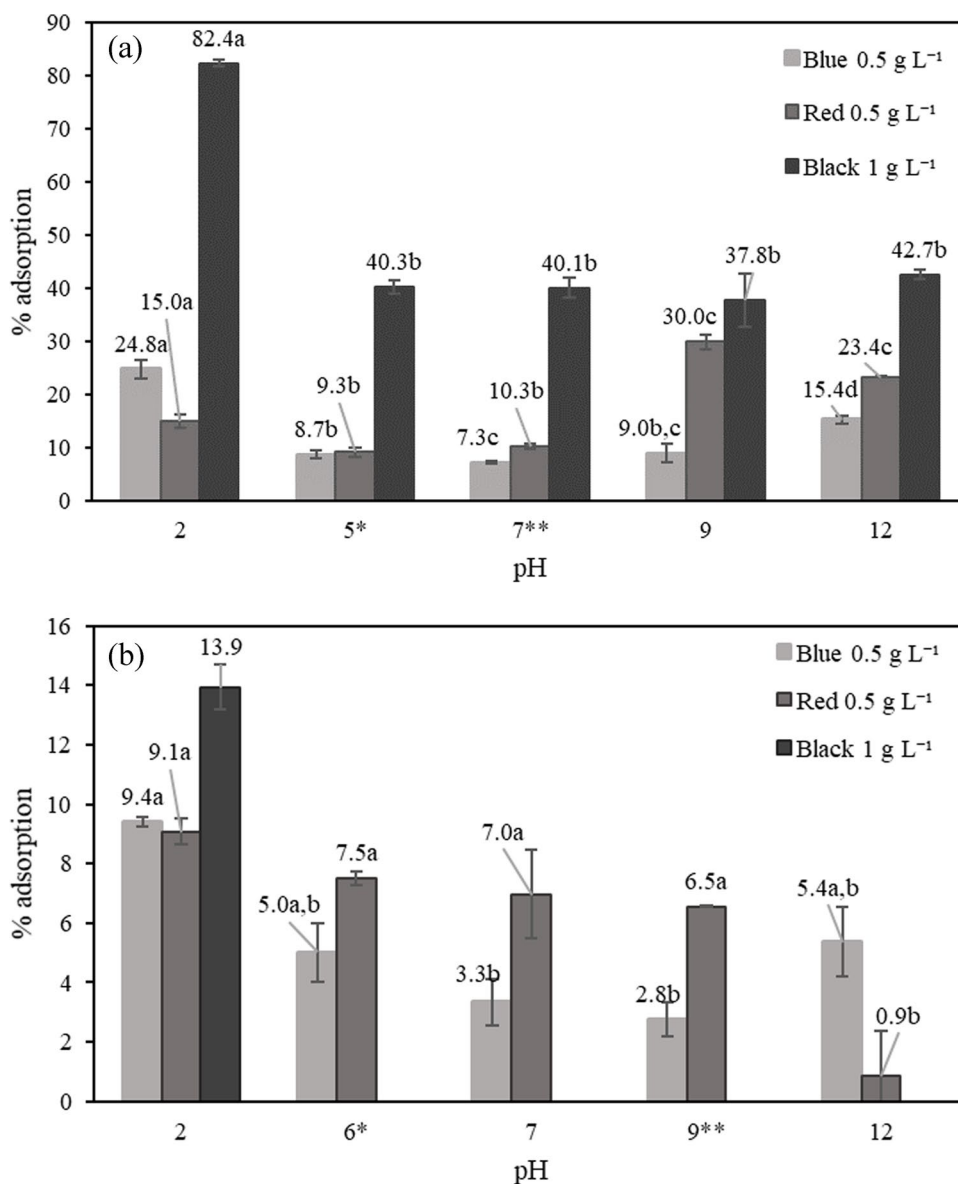 (a)
% adsorption
90
80
70
60
50
40
30
20
10
0
82.4a
24.8a
15.0a
8.7b
9.3b
40.3b
7.3c
10.3b
40.1b
9.0b,c
30.0c
37.8b
15.4d
23.4c
42.7b
Blue 0.5 g L⁻¹
Red 0.5 g L⁻¹
Black 1 g L⁻¹
2 5* 7** 9 12
pH
(b)
% adsorption
16
14
12
10
8
6
4
2
0
9.4a
9.1a
13.9
5.0a,b
7.5a
3.3b
7.0a
2.8b
6.5a
5.4a,b
0.9b
Blue 0.5 g L⁻¹
Red 0.5 g L⁻¹
Black 1 g L⁻¹
2 6* 7 9** 12
pH